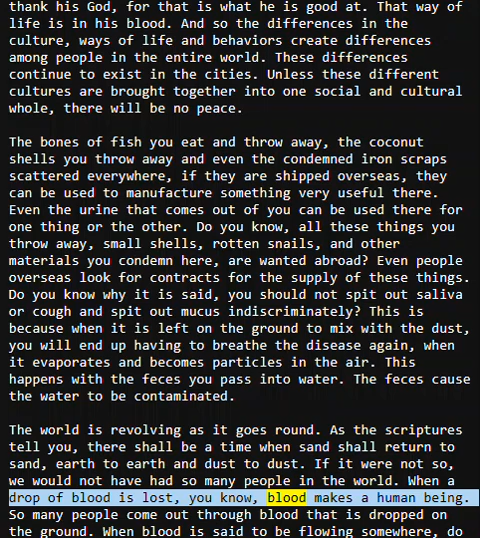 thank his God, for that is what he is good at. That way of
life is in his blood. And so the differences in the
culture, ways of life and behaviors create differences
among people in the entire world. These differences
continue to exist in the cities. Unless these different
cultures are brought together into one social and cultural
whole, there will be no peace.

The bones of fish you eat and throw away, the coconut
shells you throw away and even the condemned iron scraps
scattered everywhere, if they are shipped overseas, they
can be used to manufacture something very useful there.
Even the urine that comes out of you can be used there for
one thing or the other. Do you know, all these things you
throw away, small shells, rotten snails, and other
materials you condemn here, are wanted abroad? Even people
overseas look for contracts for the supply of these things.
Do you know why it is said, you should not spit out saliva
or cough and spit out mucus indiscriminately? This is
because when it is left on the ground to mix with the dust,
you will end up having to breathe the disease again, when
it evaporates and becomes particles in the air. This
happens with the feces you pass into water. The feces cause
the water to be contaminated.

The world is revolving as it goes round. As the scriptures
tell you, there shall be a time when sand shall return to
sand, earth to earth and dust to dust. If it were not so,
we would not have had so many people in the world. When a
drop of blood is lost, you know, blood makes a human being.
So many people come out through blood that is dropped on
the ground. When blood is said to be flowing somewhere, do